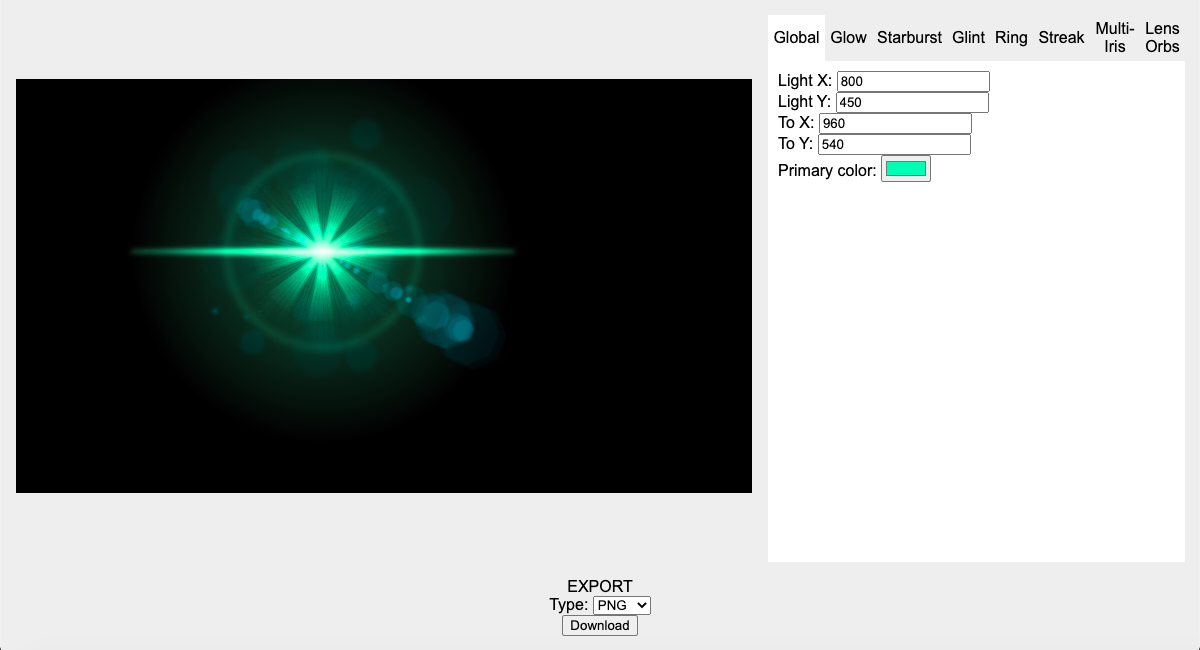 Global Glow Starburst Glint Ring Streak Multi-Iris Lens Orbs
Light X: 800
Light Y: 450
To X: 960
To Y: 540
Primary color:
EXPORT
Type: PNG
Download